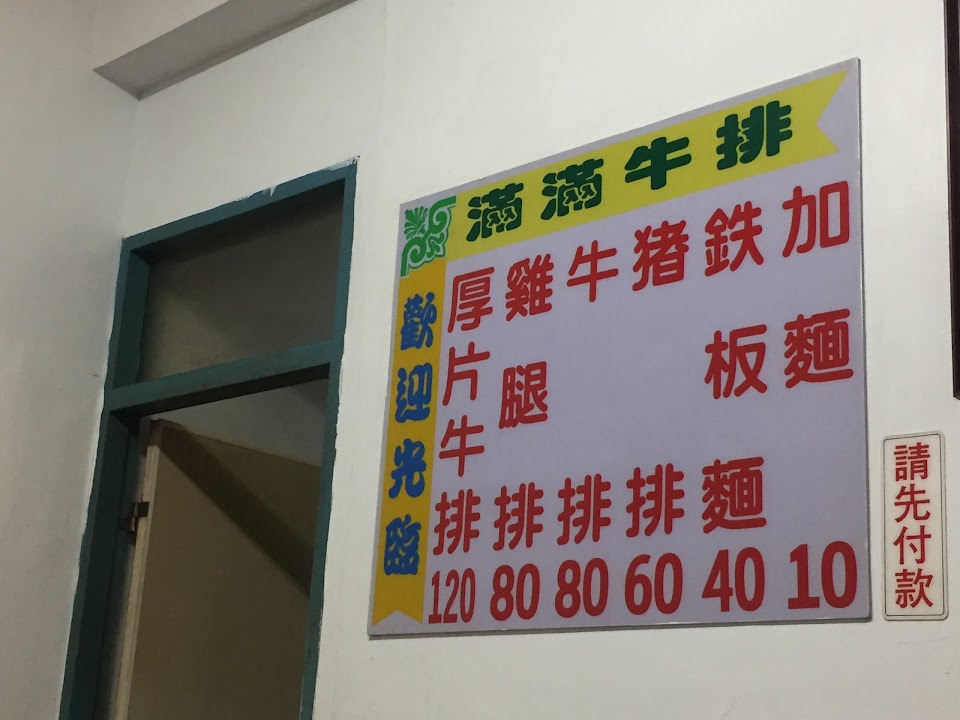 滿滿牛排
歡迎光臨
厚片牛排 120
雞腿排 80
牛排 80
猪排 60
鉄板麵 40
加麵 10
請先付款